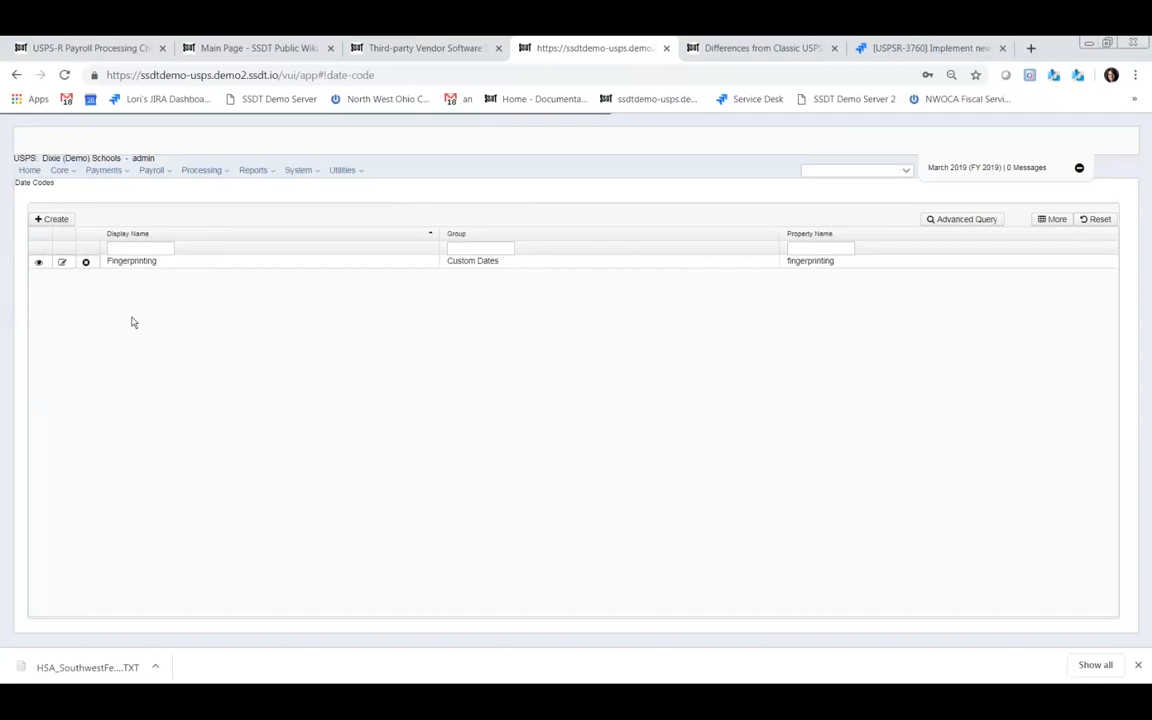 USPS-R Payroll Processing Ch
Main Page - SSDT Public Wiki
Third-party Vendor Software
https://ssdtdemo-usps.demo2.
Differences from Classic USPS
[USPSR-3760] Implement new
https://ssdtdemo-usps.demo2.ssdt.io/vui/app#!date-code
Apps
18
28
Lori's JIRA Dashboa...
SSDT Demo Server
North West Ohio C...
18
an
Home - Documenta...
ssdtdemo-usps.de...
Service Desk
SSDT Demo Server 2
NWOCA Fiscal Servi...
»
USPS: Dixie (Demo) Schools - admin
Home Core Payments Payroll Processing Reports System Utilities
March 2019 (FY 2019) | 0 Messages
Date Codes
Create
Advanced Query
More
Reset
Display Name Group Property Name
Fingerprinting Custom Dates fingerprinting
HSA_SouthwestFe....TXT
Show all